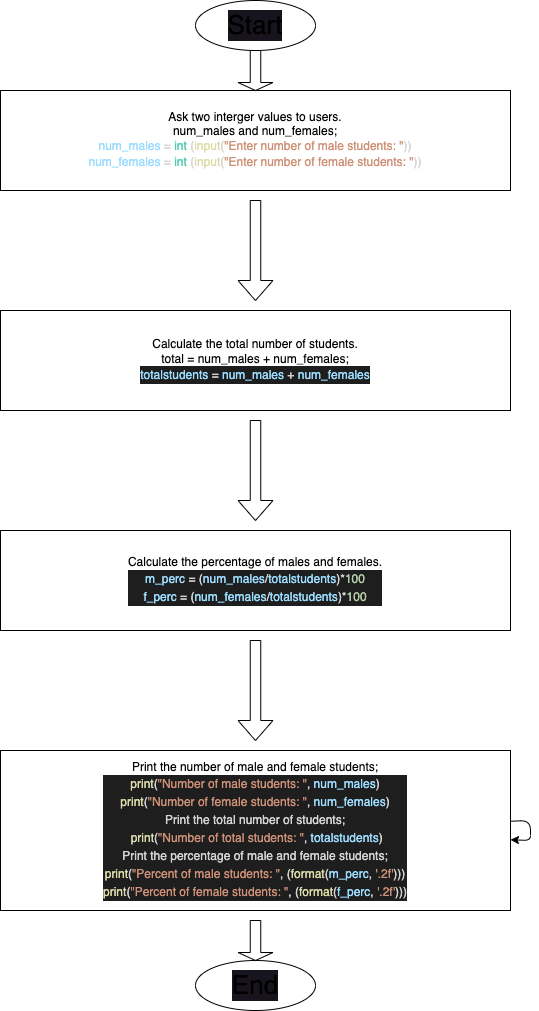 Start
Ask two interger values to users.
num_males and num_females;
num_males = int (input("Enter number of male students: "))
num_females = int (input("Enter number of female students: "))
Calculate the total number of students.
total = num_males + num_females;
totalstudents = num_males + num_females
Calculate the percentage of males and females.
m_perc = (num_males/totalstudents)*100
f_perc = (num_females/totalstudents)*100
Print the number of male and female students;
print("Number of male students: ", num_males)
print("Number of female students: ", num_females)
Print the total number of students;
print("Number of total students: ", totalstudents)
Print the percentage of male and female students;
print("Percent of male students: ", (format(m_perc, '.2f')))
print("Percent of female students: ", (format(f_perc, '.2f')))
End